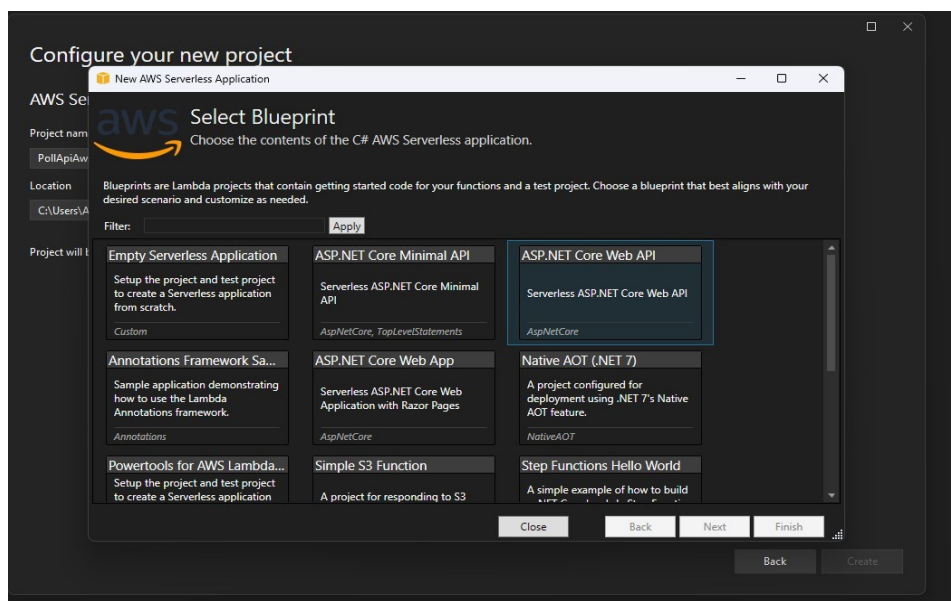 Configure your new project
New AWS Serverless Application
AWS Se
aws
Select Blueprint
Choose the contents of the C# AWS Serverless application.
Project nam
PollApiAw
Location
C:\Users\A
Project will
Blueprints are Lambda projects that contain getting started code for your functions and a test project. Choose a blueprint that best aligns with your
desired scenario and customize as needed.
Filter:
Apply
Empty Serverless Application
Setup the project and test project
to create a Serverless application
from scratch.
Custom
ASP.NET Core Minimal API
Serverless ASP.NET Core Minimal
API
AspNetCore, TopLevelStatements
ASP.NET Core Web API
Serverless ASP.NET Core Web API
AspNetCore
Annotations Framework Sa...
Sample application demonstrating
how to use the Lambda
Annotations framework.
Annotations
ASP.NET Core Web App
Serverless ASP.NET Core Web
Application with Razor Pages
AspNetCore
Native AOT (.NET 7)
A project configured for
deployment using .NET 7's Native
AOT feature.
NativeAOT
Powertools for AWS Lambda...
Setup the project and test project
to create a Serverless application
Simple S3 Function
A project for responding to S3
Step Functions Hello World
A simple example of how to build
Close
Back
Next
Finish
Back
Create